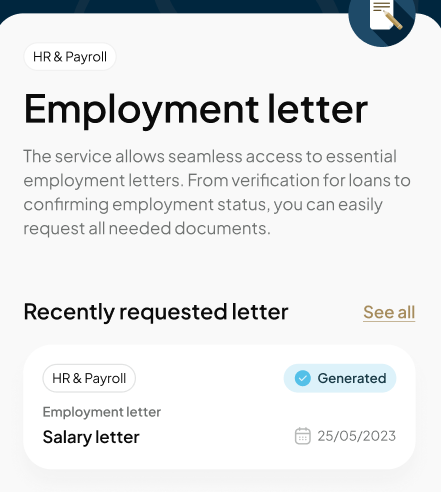 HR & Payroll
Employment letter
The service allows seamless access to essential
employment letters. From verification for loans to
confirming employment status, you can easily
request all needed documents.
Recently requested letter
See all
HR & Payroll
Generated
Employment letter
Salary letter
25/05/2023